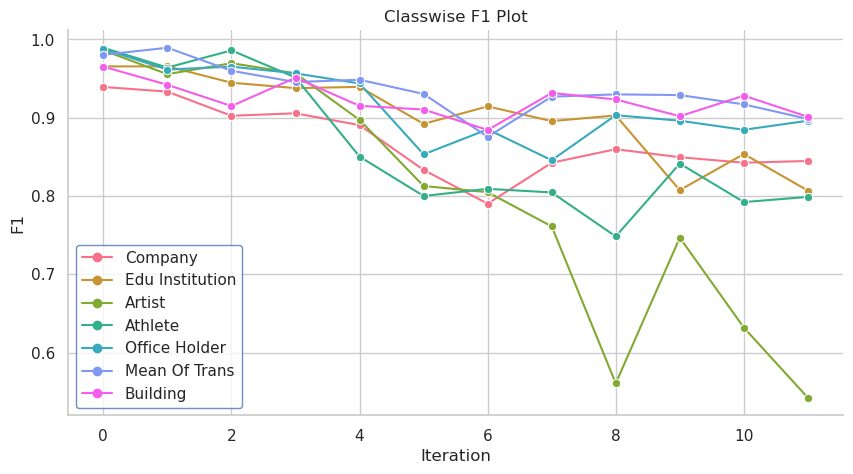 Classwise F1 Plot
1.0
0.9
0.8
0.7
0.6
F1
Company
Edu Institution
Artist
Athlete
Office Holder
Mean Of Trans
Building
0 2 4 6 8 10
Iteration